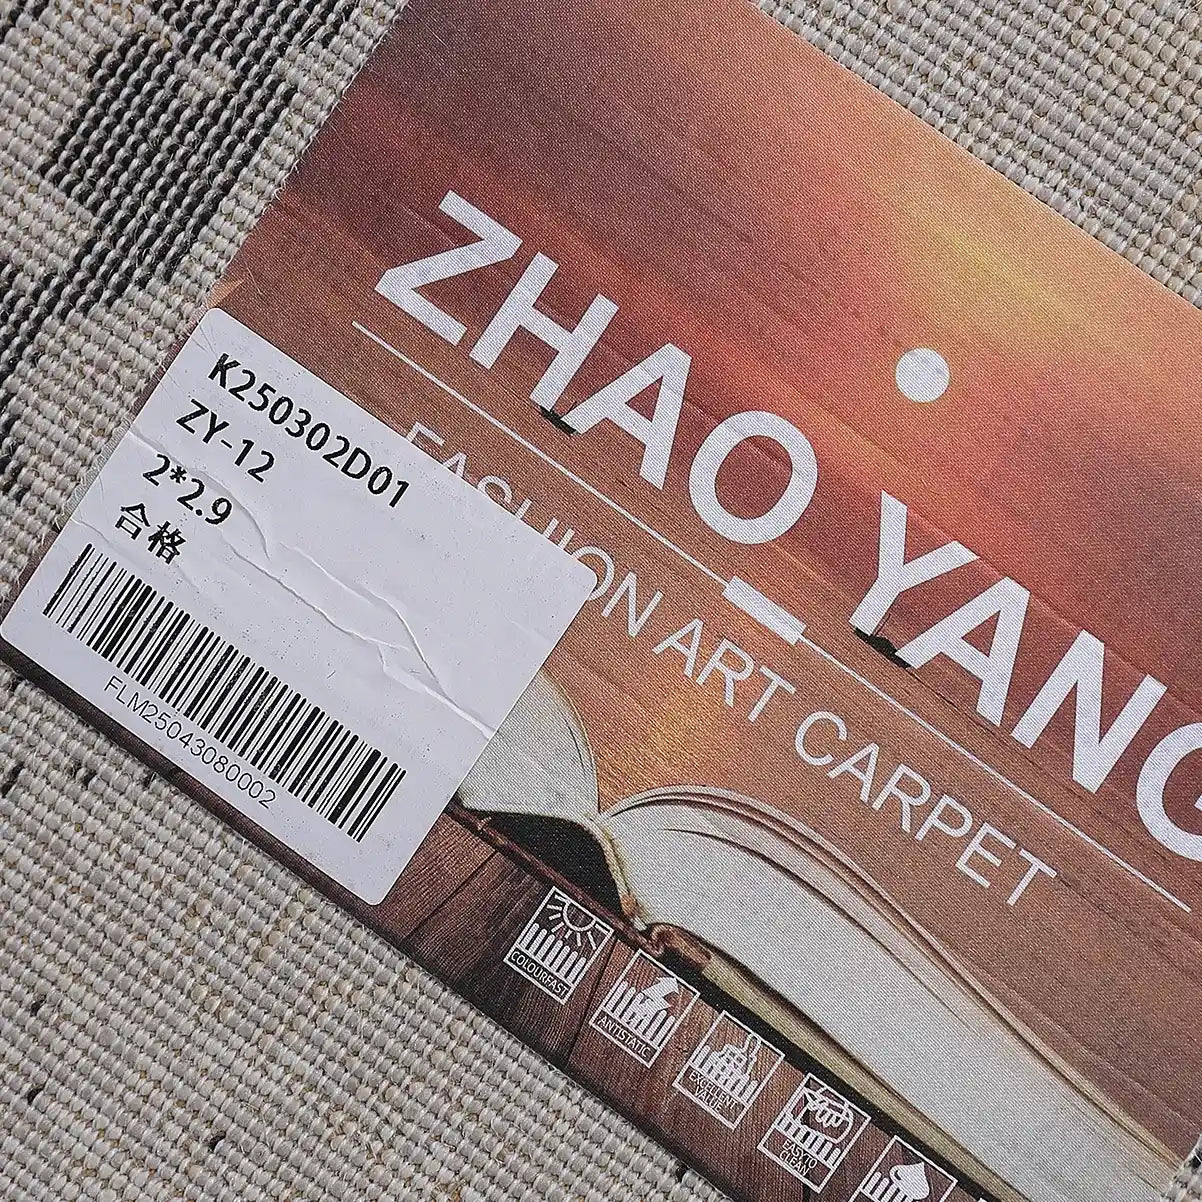 ZHAO YANG
FASHION ART CARPET
K250302D01
ZY-12
2*2.9
合格
FLM25043080002
COLOURFAST
ANTISTATIC
EXCELLENT
VALUE
EASY TO
CLEAN